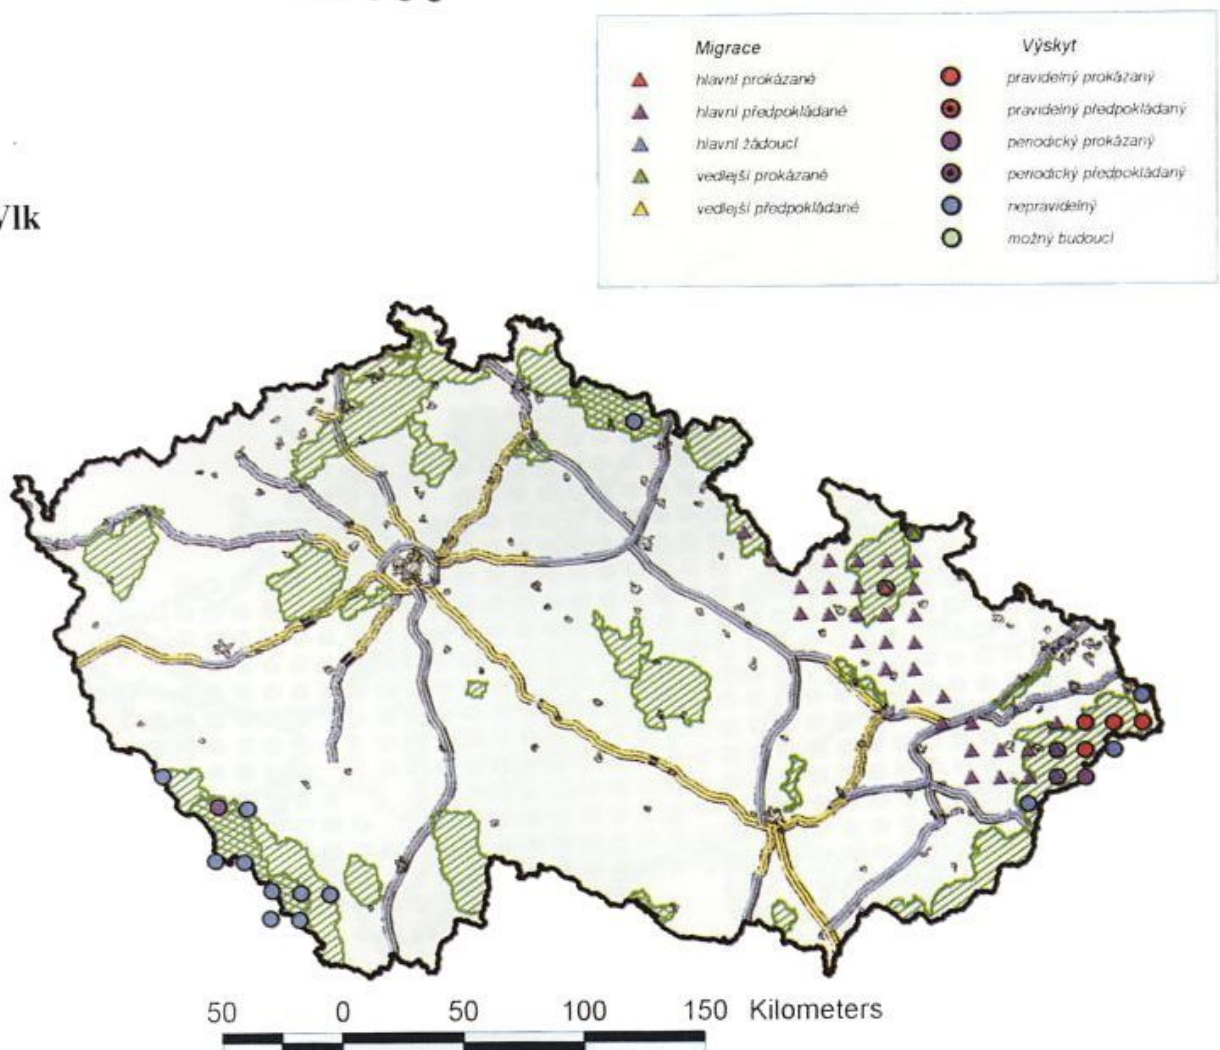 Migrace
hlavní prokázané
hlavní předpokládané
hlavní žádoucí
vedlejší prokázané
vedlejší předpokládané
Výskyt
pravidelný prokázaný
pravidelný předpokládaný
periodický prokázaný
periodický předpokládaný
nepravidelný
možný budoucí
Vlk
50 0 50 100 150 Kilometers